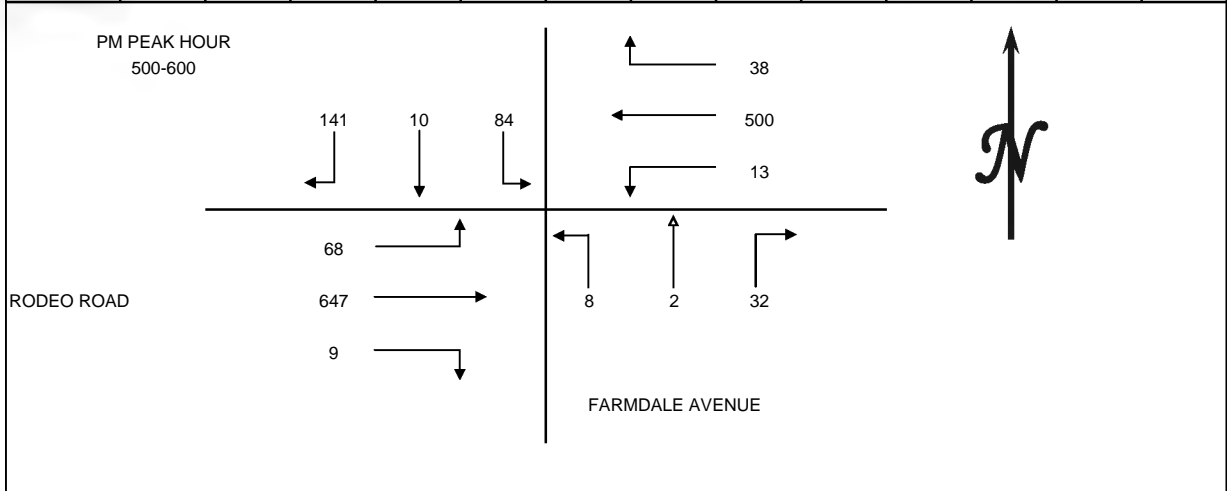 PM PEAK HOUR
500-600
38
141 10 84
500
13
68
RODEO ROAD 647
8 2 32
9
FARMDALE AVENUE
N